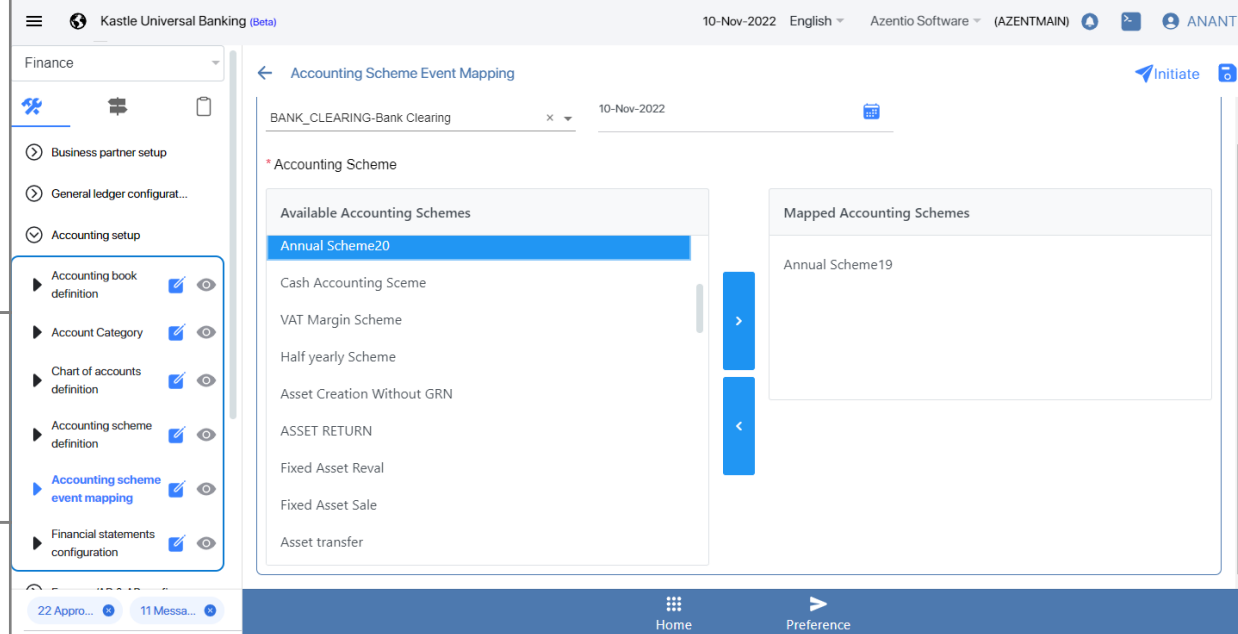 Kastle Universal Banking (Beta)
10-Nov-2022 English Azentio Software (AZENTMAIN) ANANT
Finance
Accounting Scheme Event Mapping
Initiate
BANK_CLEARING-Bank Clearing
10-Nov-2022
Business partner setup
* Accounting Scheme
General ledger configurat...
Available Accounting Schemes
Mapped Accounting Schemes
Accounting setup
Annual Scheme20
Annual Scheme19
Accounting book
definition
Cash Accounting Sceme
VAT Margin Scheme
Account Category
Half yearly Scheme
Chart of accounts
definition
Asset Creation Without GRN
Accounting scheme
definition
ASSET RETURN
Fixed Asset Reval
Accounting scheme
event mapping
Fixed Asset Sale
Financial statements
configuration
Asset transfer
22 Appro...
11 Messa...
Home
Preference